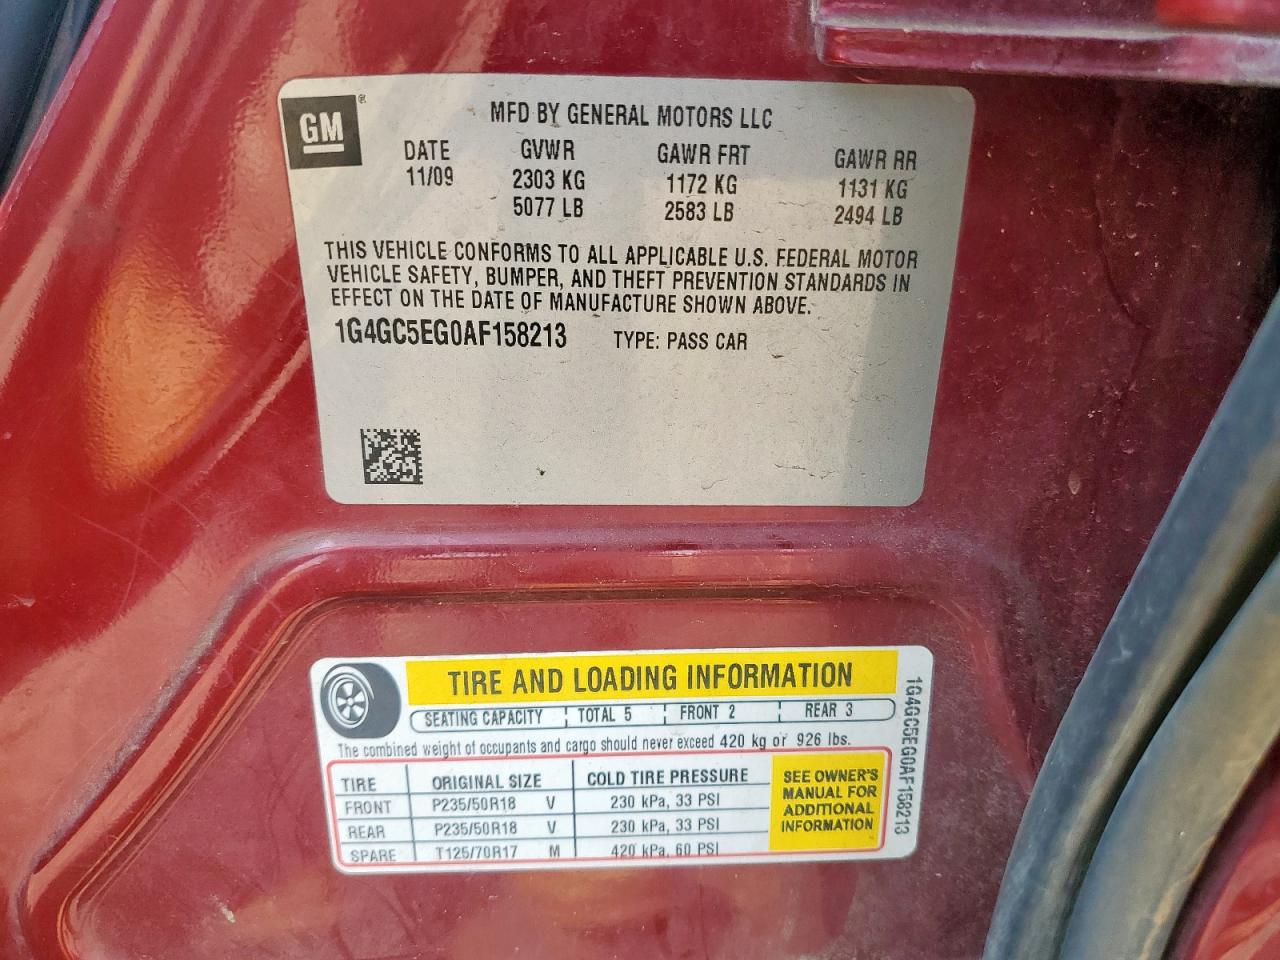 GM ®
MFD BY GENERAL MOTORS LLC
DATE GVWR GAWR FRT GAWR RR
11/09 2303 KG 1172 KG 1131 KG
5077 LB 2583 LB 2494 LB
THIS VEHICLE CONFORMS TO ALL APPLICABLE U.S. FEDERAL MOTOR
VEHICLE SAFETY, BUMPER, AND THEFT PREVENTION STANDARDS IN
EFFECT ON THE DATE OF MANUFACTURE SHOWN ABOVE.
1G4GC5EG0AF158213 TYPE: PASS CAR
TIRE AND LOADING INFORMATION
SEATING CAPACITY TOTAL 5 FRONT 2 REAR 3
The combined weight of occupants and cargo should never exceed 420 kg or 926 lbs.
TIRE ORIGINAL SIZE COLD TIRE PRESSURE
FRONT P235/50R18 V 230 kPa, 33 PSI
REAR P235/50R18 V 230 kPa, 33 PSI
SPARE T125/70R17 M 420 kPa, 60 PSI
SEE OWNER'S
MANUAL FOR
ADDITIONAL
INFORMATION
1G4GC5EG0AF158213